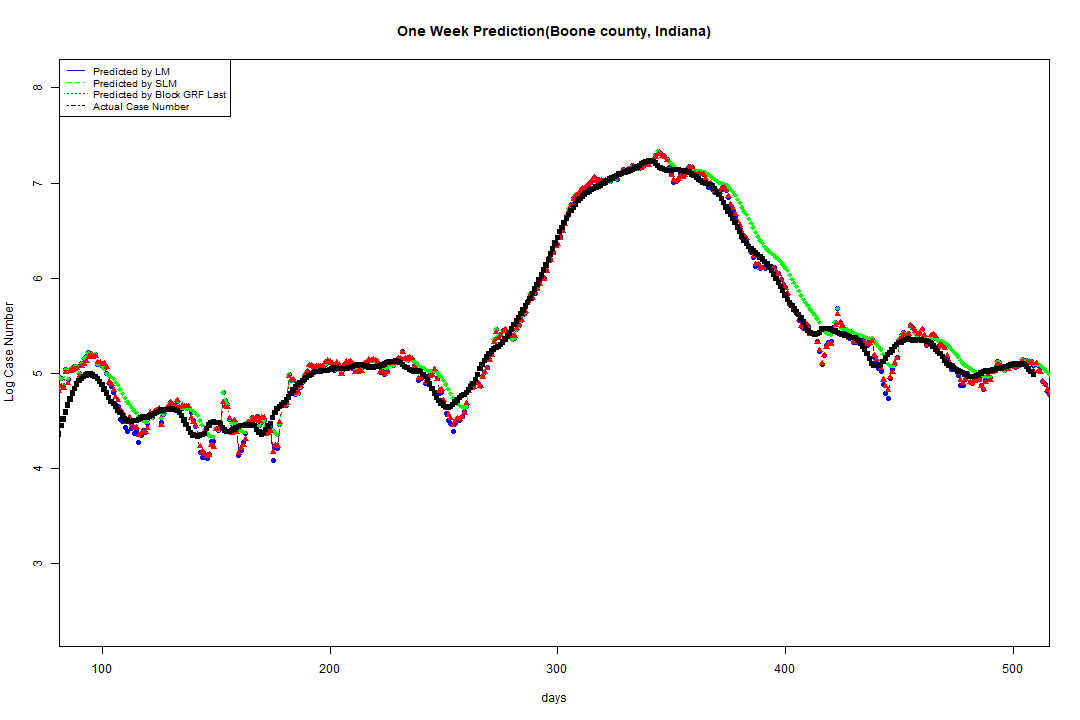 One Week Prediction(Boone county, Indiana)
Predicted by LM
Predicted by SLM
Predicted by Block GRF Last
Actual Case Number
8
7
6
5
4
3
Log Case Number
100 200 300 400 500
days